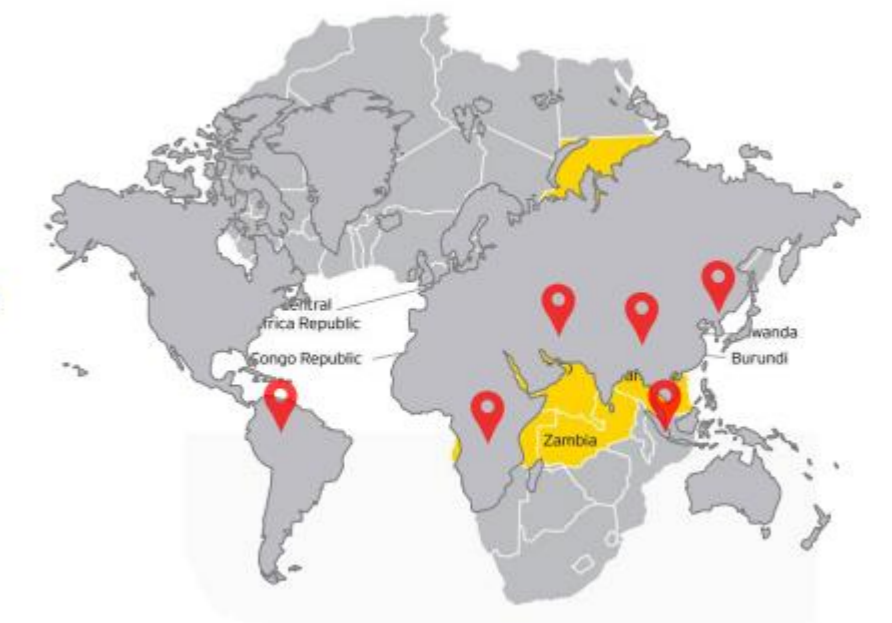 Central
frica Republic
Congo Republic
wanda
Burundi
Zambia